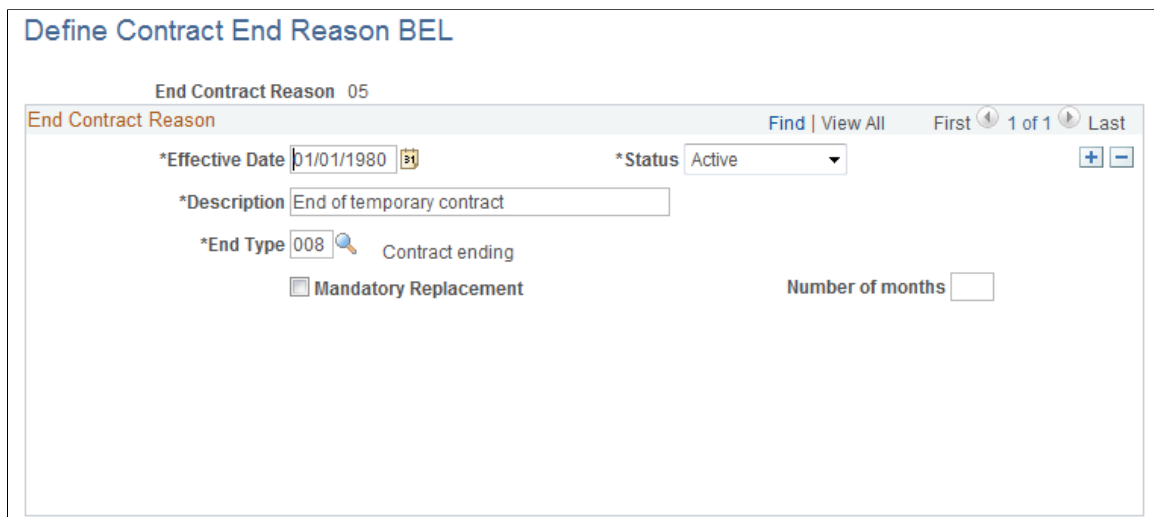 Define Contract End Reason BEL
End Contract Reason 05
End Contract Reason Find | View All First 1 of 1 Last
*Effective Date 01/01/1980 31 *Status Active
*Description End of temporary contract
*End Type 008 Contract ending
Mandatory Replacement Number of months